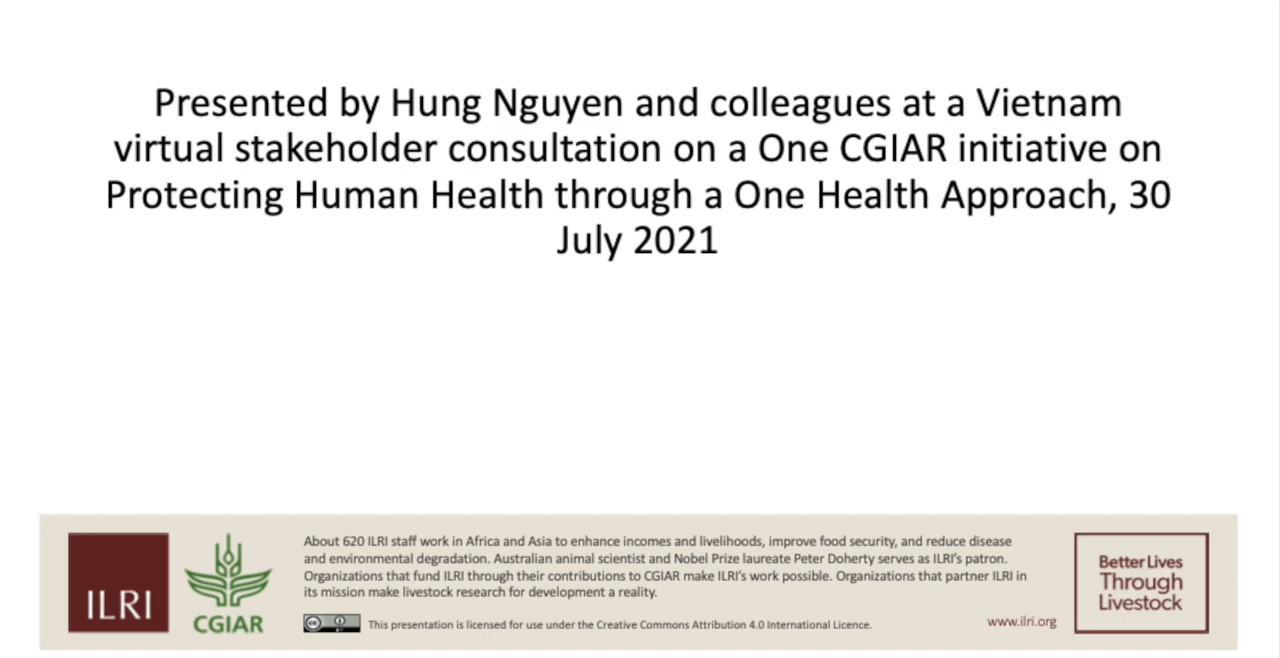 Presented by Hung Nguyen and colleagues at a Vietnam
virtual stakeholder consultation on a One CGIAR initiative on
Protecting Human Health through a One Health Approach, 30
July 2021
ILRI
CGIAR
About 620 ILRI staff work in Africa and Asia to enhance incomes and livelihoods, improve food security, and reduce disease
and environmental degradation. Australian animal scientist and Nobel Prize laureate Peter Doherty serves as ILRI's patron.
Organizations that fund ILRI through their contributions to CGIAR make ILRI's work possible. Organizations that partner ILRI in
its mission make livestock research for development a reality.
cc
This presentation is licensed for use under the Creative Commons Attribution 4.0 International Licence.
www.ilri.org
Better Lives
Through
Livestock